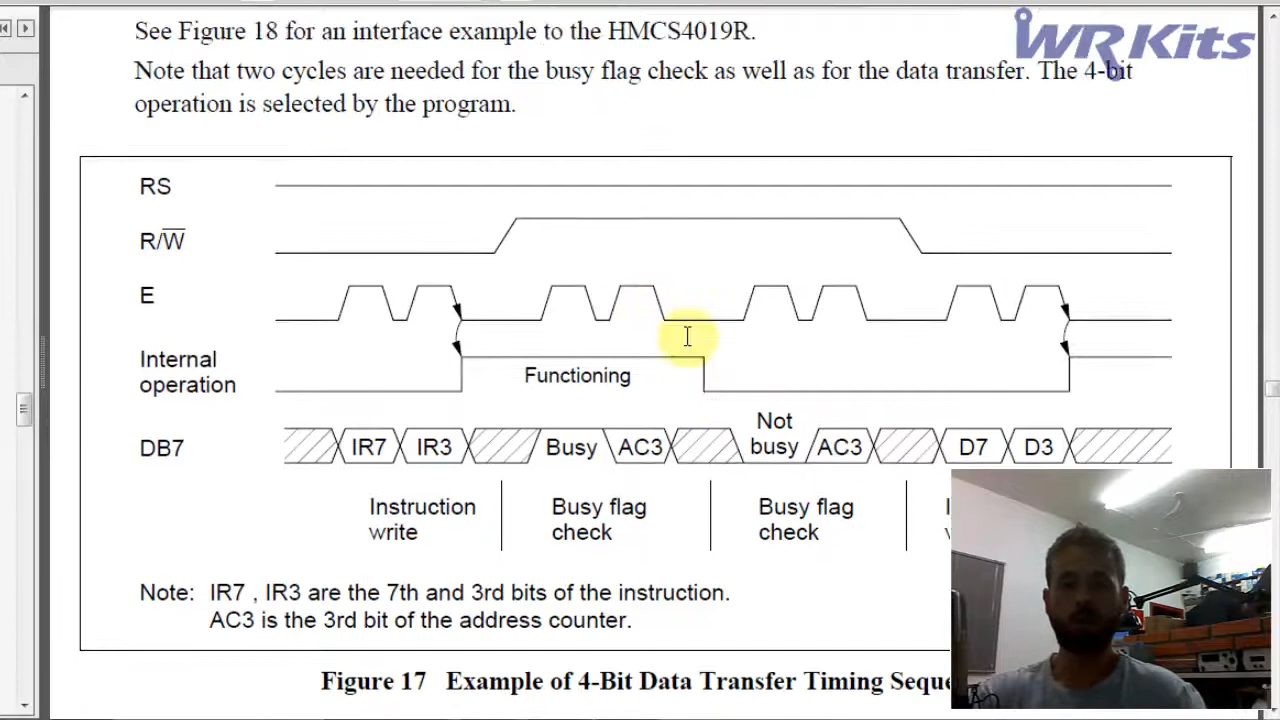 See Figure 18 for an interface example to the HMCS4019R.
WR Kits
Note that two cycles are needed for the busy flag check as well as for the data transfer. The 4-bit
operation is selected by the program.
RS
R/W̅
E
Internal
operation
Functioning
DB7
IR7
IR3
Busy
AC3
Not
busy
AC3
D7
D3
Instruction
write
Busy flag
check
Busy flag
check
Note: IR7 , IR3 are the 7th and 3rd bits of the instruction.
AC3 is the 3rd bit of the address counter.
Figure 17 Example of 4-Bit Data Transfer Timing